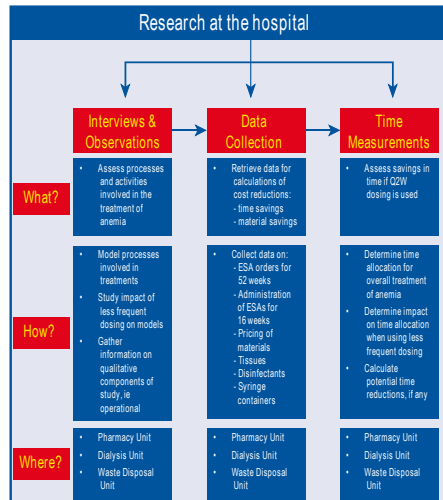 Research at the hospital
Interviews &
Observations
Data
Collection
Time
Measurements
What?
• Assess processes
and activities
involved in the
treatment of
anemia
• Retrieve data for
calculations of
cost reductions:
- time savings
- material savings
• Assess savings in
time if Q2W
dosing is used
How?
• Model processes
involved in
treatments
• Study impact of
less frequent
dosing on models
• Gather
information on
qualitative
components of
study, ie
operational
• Collect data on:
- ESA orders for
52 weeks
- Administration
of ESAs for
16 weeks
- Pricing of
materials
- Tissues
- Disinfectants
- Syringe
containers
• Determine time
allocation for
overall treatment
of anemia
• Determine impact
on time allocation
when using less
frequent dosing
• Calculate
potential time
reductions, if any
Where?
• Pharmacy Unit
• Dialysis Unit
• Waste Disposal
Unit
• Pharmacy Unit
• Dialysis Unit
• Waste Disposal
Unit
• Pharmacy Unit
• Dialysis Unit
• Waste Disposal
Unit